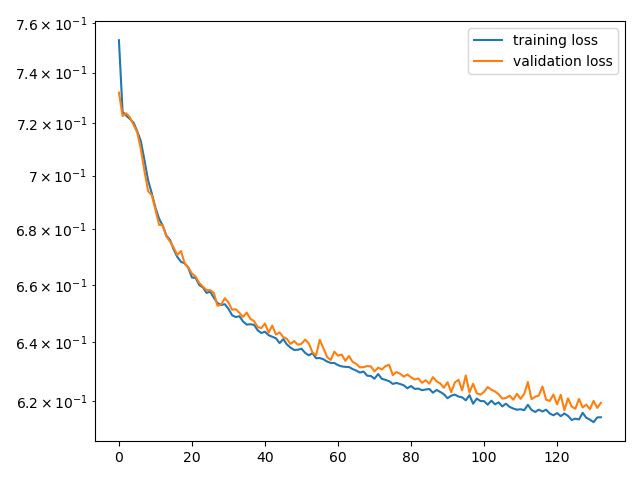 7.6 × 10⁻¹
7.4 × 10⁻¹
7.2 × 10⁻¹
7 × 10⁻¹
6.8 × 10⁻¹
6.6 × 10⁻¹
6.4 × 10⁻¹
6.2 × 10⁻¹
training loss
validation loss
0 20 40 60 80 100 120